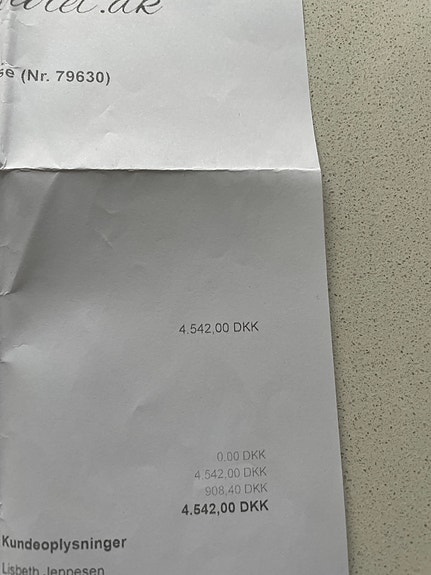 .dk
(Nr. 79630)
4.542,00 DKK
0,00 DKK
4.542,00 DKK
908,40 DKK
4.542,00 DKK
Kundeoplysninger
Lisbeth Jeppesen